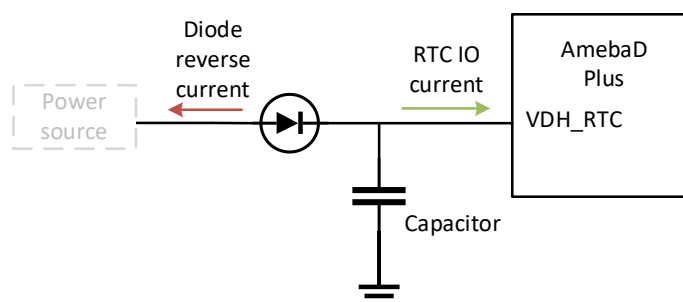 Diode
reverse
current
RTC IO
current
AmebaD
Plus
Power
source
VDH_RTC
Capacitor